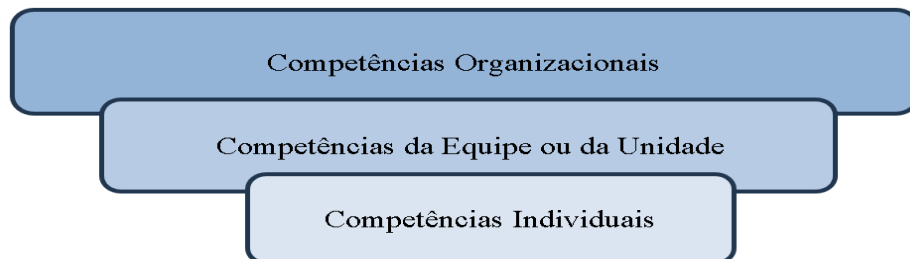 Competências Organizacionais
Competências da Equipe ou da Unidade
Competências Individuais